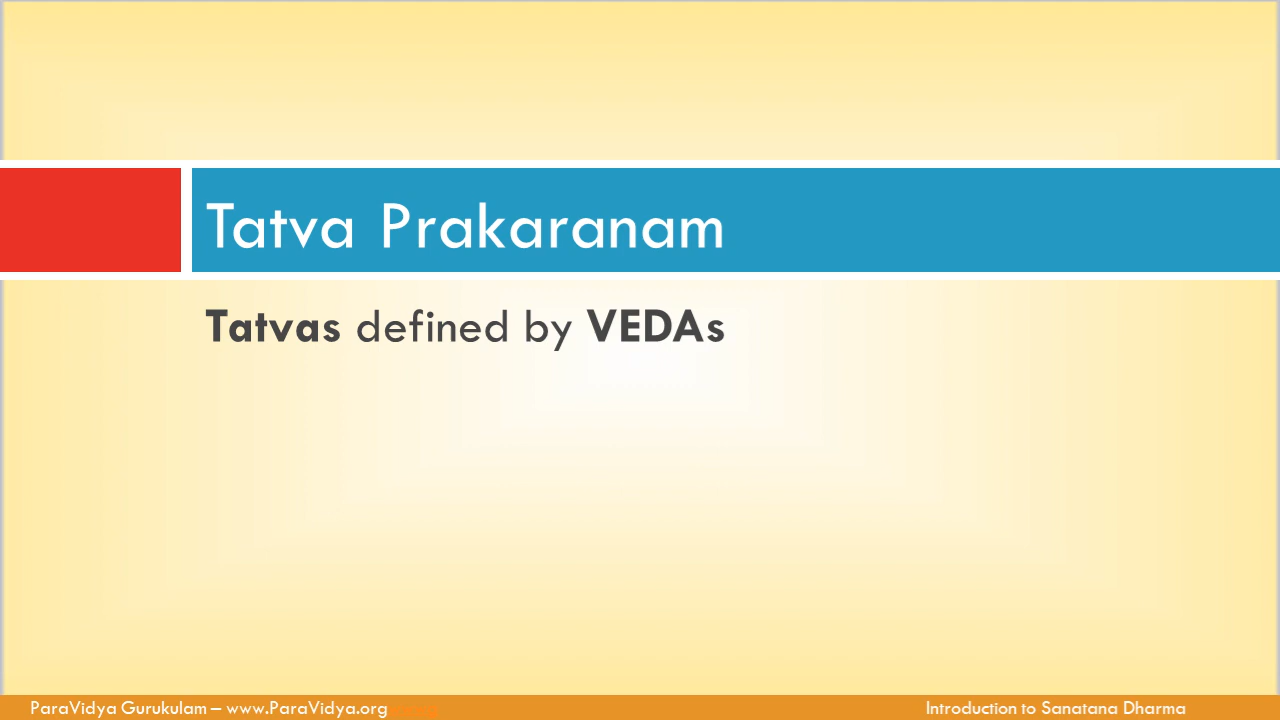 Tatva Prakaranam
Tatvas defined by VEDAs
ParaVidya Gurukulam – www.ParaVidya.org
Introduction to Sanatana Dharma